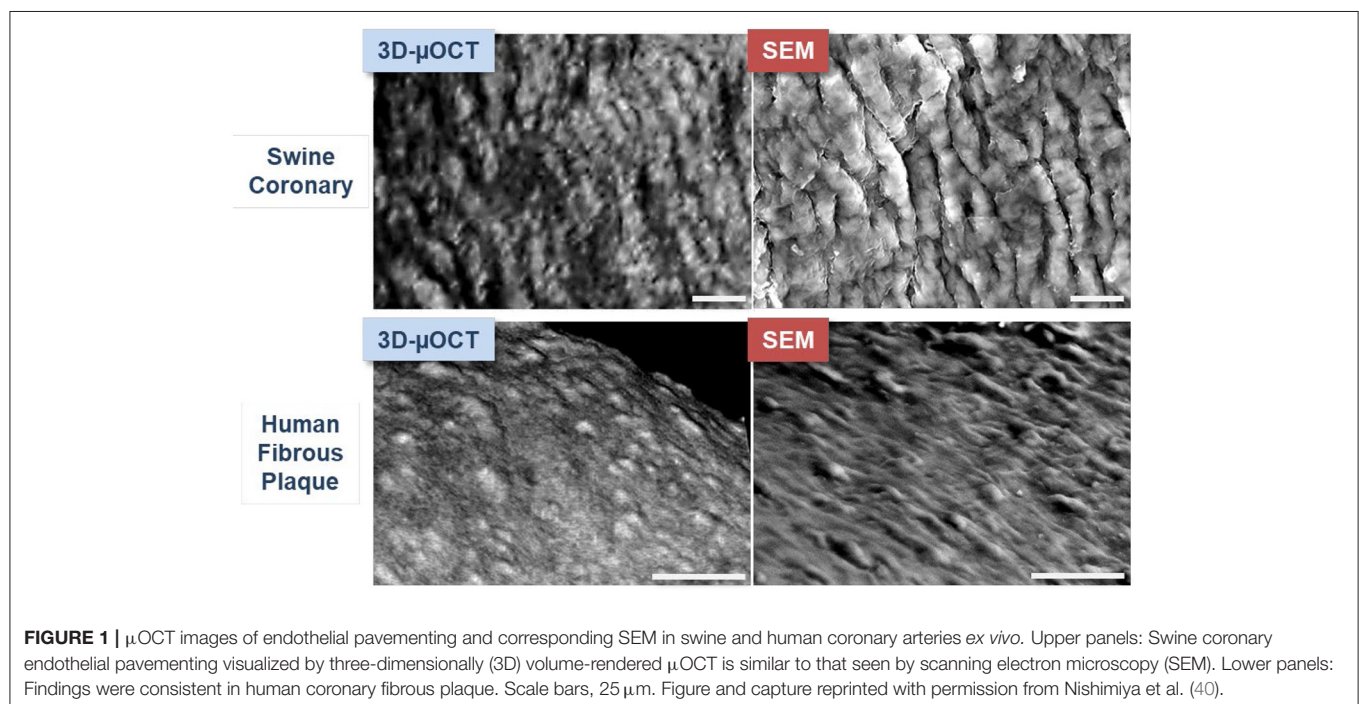 3D-μOCT
SEM
Swine
Coronary
3D-μOCT
SEM
Human
Fibrous
Plaque
FIGURE 1 | μOCT images of endothelial pavementing and corresponding SEM in swine and human coronary arteries ex vivo. Upper panels: Swine coronary
endothelial pavementing visualized by three-dimensionally (3D) volume-rendered μOCT is similar to that seen by scanning electron microscopy (SEM). Lower panels:
Findings were consistent in human coronary fibrous plaque. Scale bars, 25 μm. Figure and capture reprinted with permission from Nishimiya et al. (40).